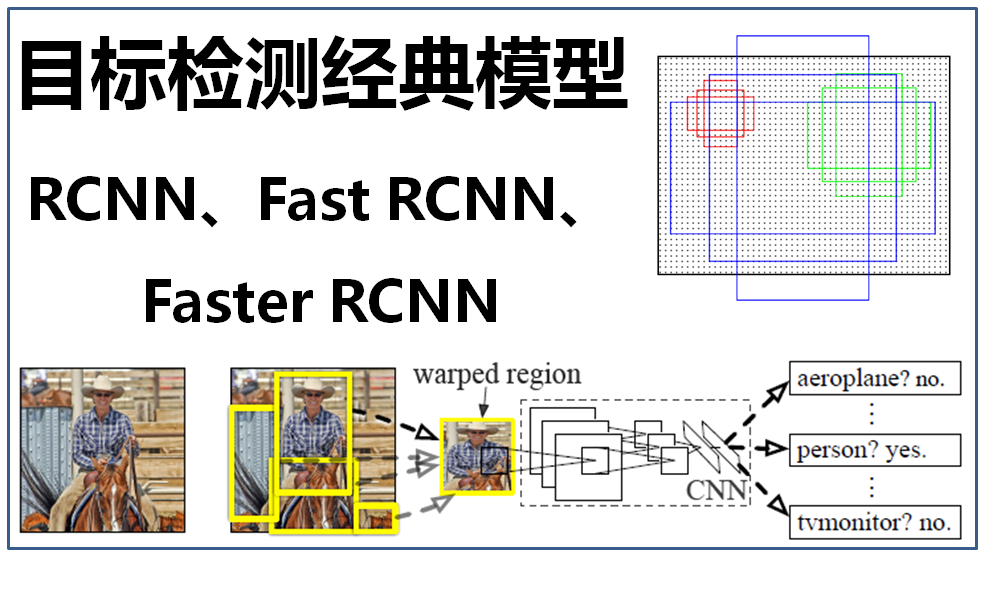 目标检测经典模型
RCNN、Fast RCNN、
Faster RCNN
warped region
CNN
aeroplane? no.
⋮
person? yes.
⋮
tvmonitor? no.